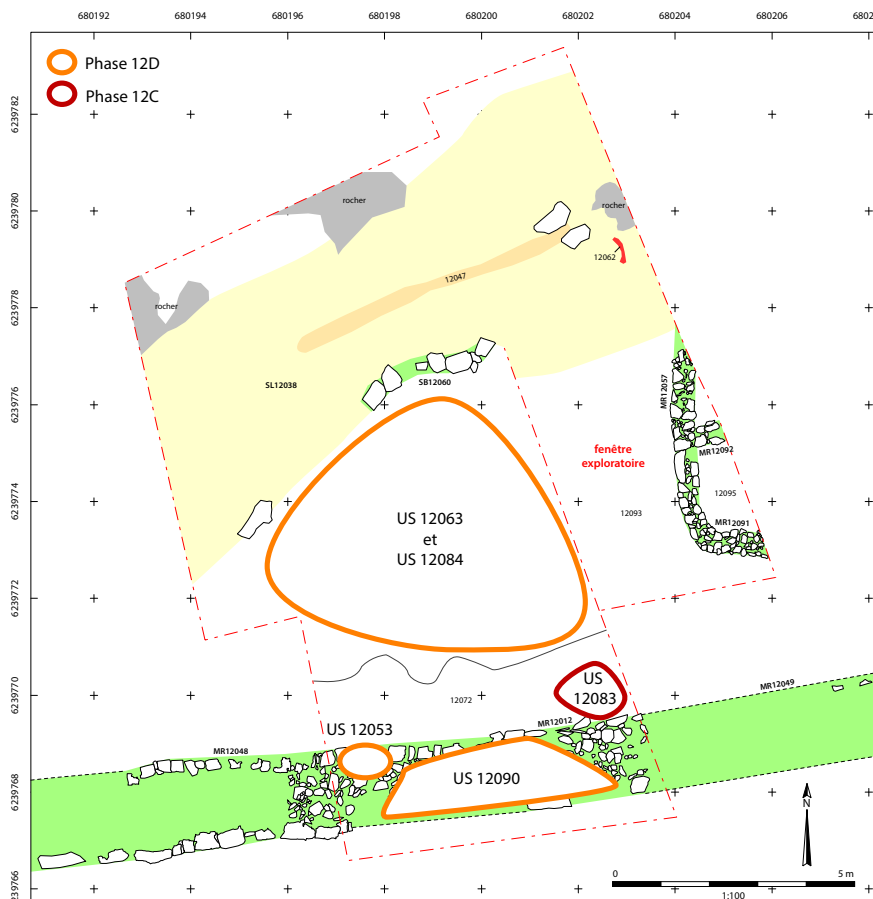 680192 680194 680196 680198 680200 680202 680204 680206 6802
Phase 12D
Phase 12C
6239782
6239780
6239778
6239776
6239774
6239772
6239770
6239768
6239766
rocher
rocher
rocher
12062
12047
SL12038
SB12060
MR12057
fenêtre
exploratoire
MR12092
12095
12093
MR12091
US 12063
et
US 12084
US
12083
12072
MR12049
MR12012
US 12053
MR12048
US 12090
N
0 5 m
1:100